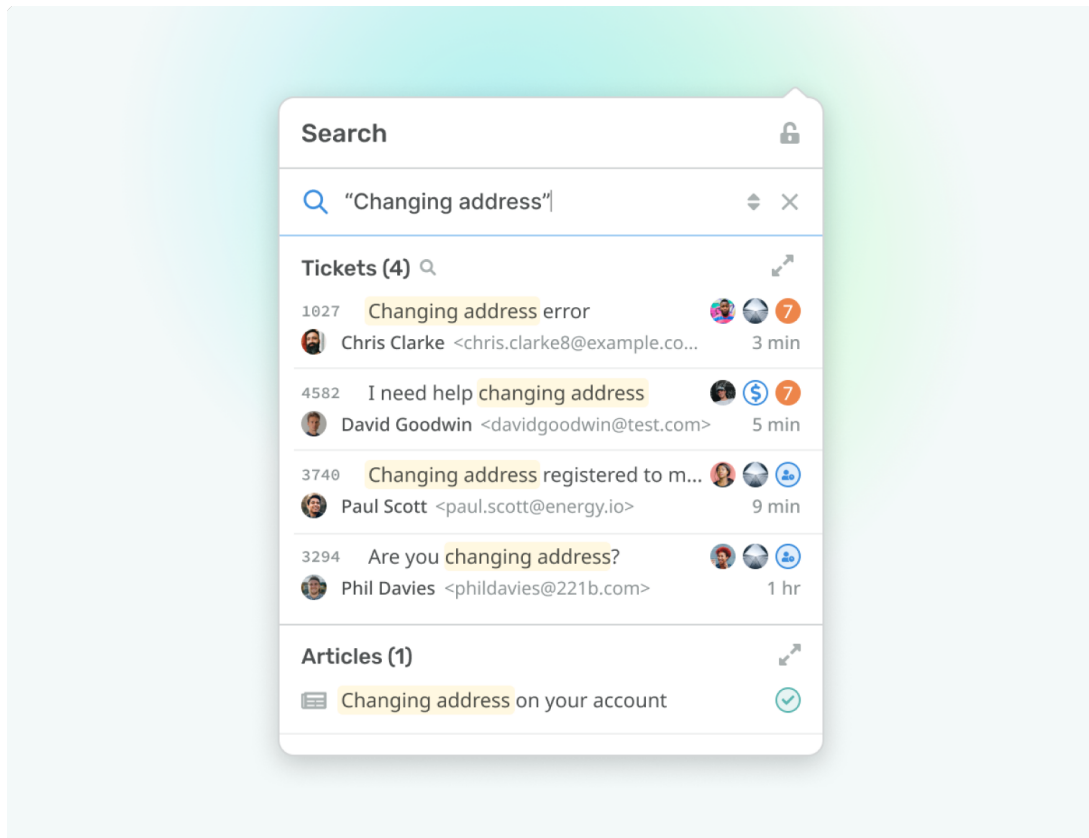 Search
“Changing address”
Tickets (4)
1027 Changing address error 7
Chris Clarke <chris.clarke8@example.co... 3 min
4582 I need help changing address $ 7
David Goodwin <davidgoodwin@test.com> 5 min
3740 Changing address registered to m...
Paul Scott <paul.scott@energy.io> 9 min
3294 Are you changing address?
Phil Davies <phildavies@221b.com> 1 hr
Articles (1)
Changing address on your account